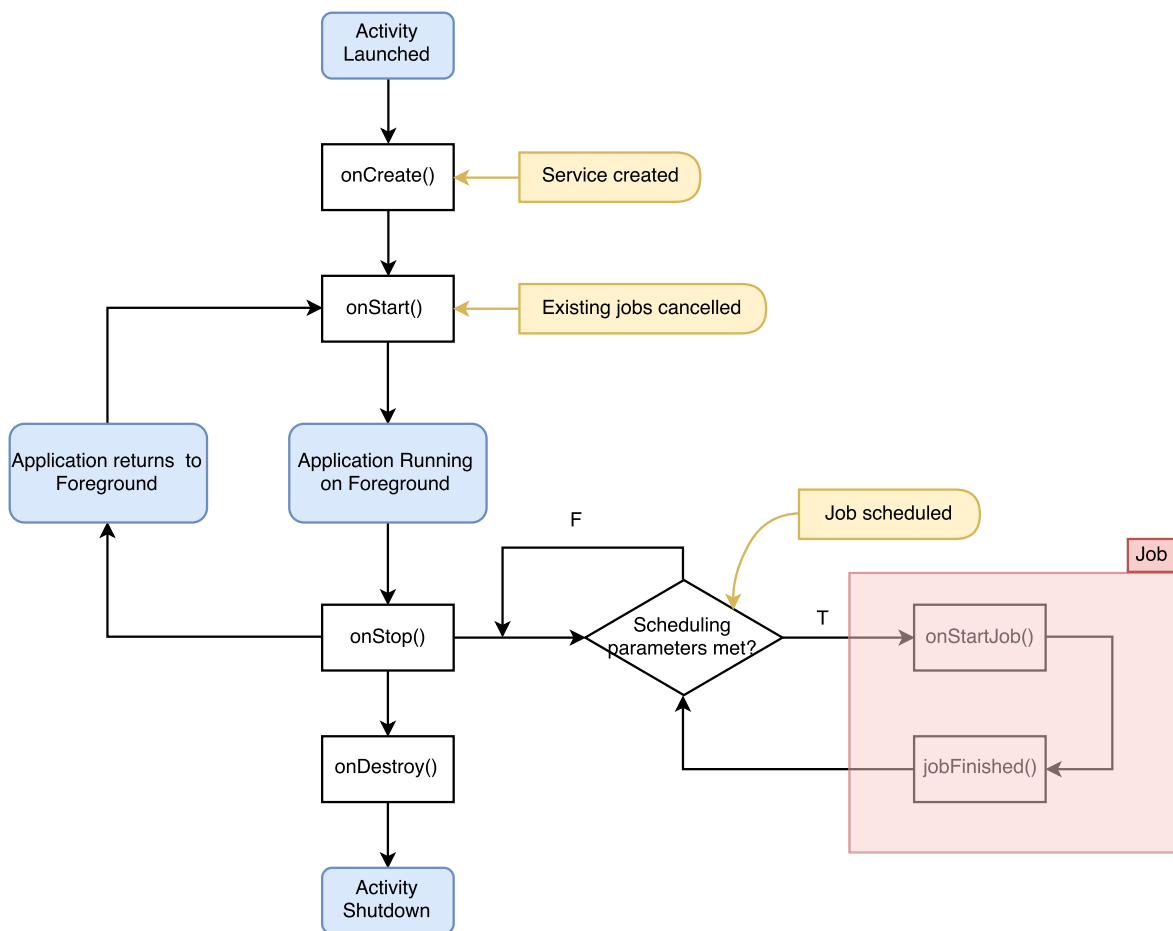 Activity
Launched
onCreate()
Service created
onStart()
Existing jobs cancelled
Application returns  to
Foreground
Application Running
on Foreground
Job scheduled
F
Job
onStop()
Scheduling
parameters met?
T
onStartJob()
onDestroy()
jobFinished()
Activity
Shutdown